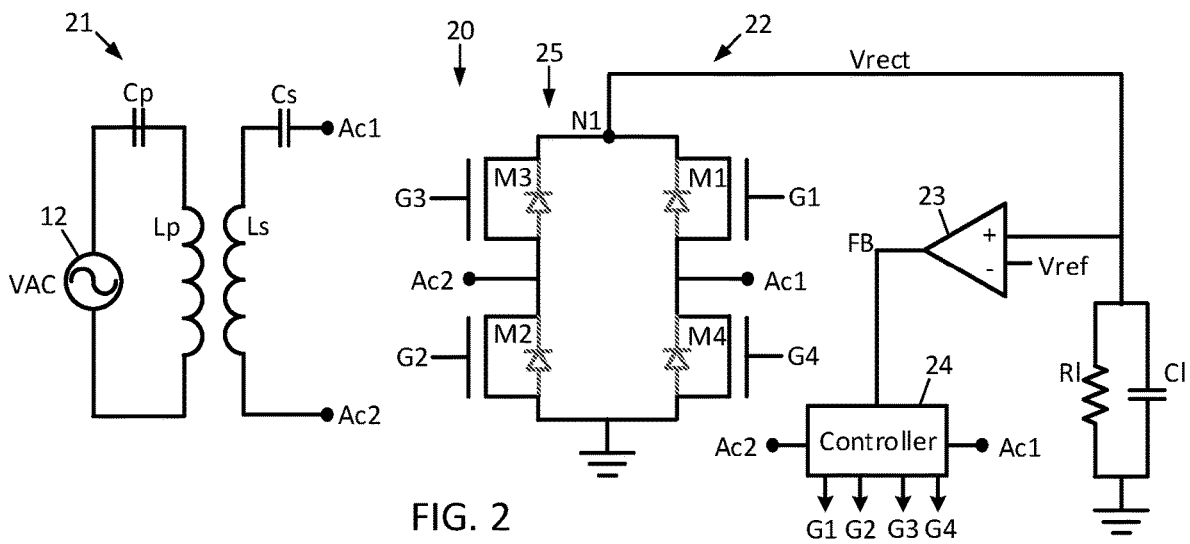 21
20
22
25
Vrect
Cp
Cs
Ac1
N1
M3
M1
G3
G1
12
Lp
Ls
23
VAC
FB
+
-
Vref
Ac2
Ac1
M2
M4
G2
G4
24
Rl
Cl
Ac2
Ac2
Controller
Ac1
G1 G2 G3 G4
FIG. 2